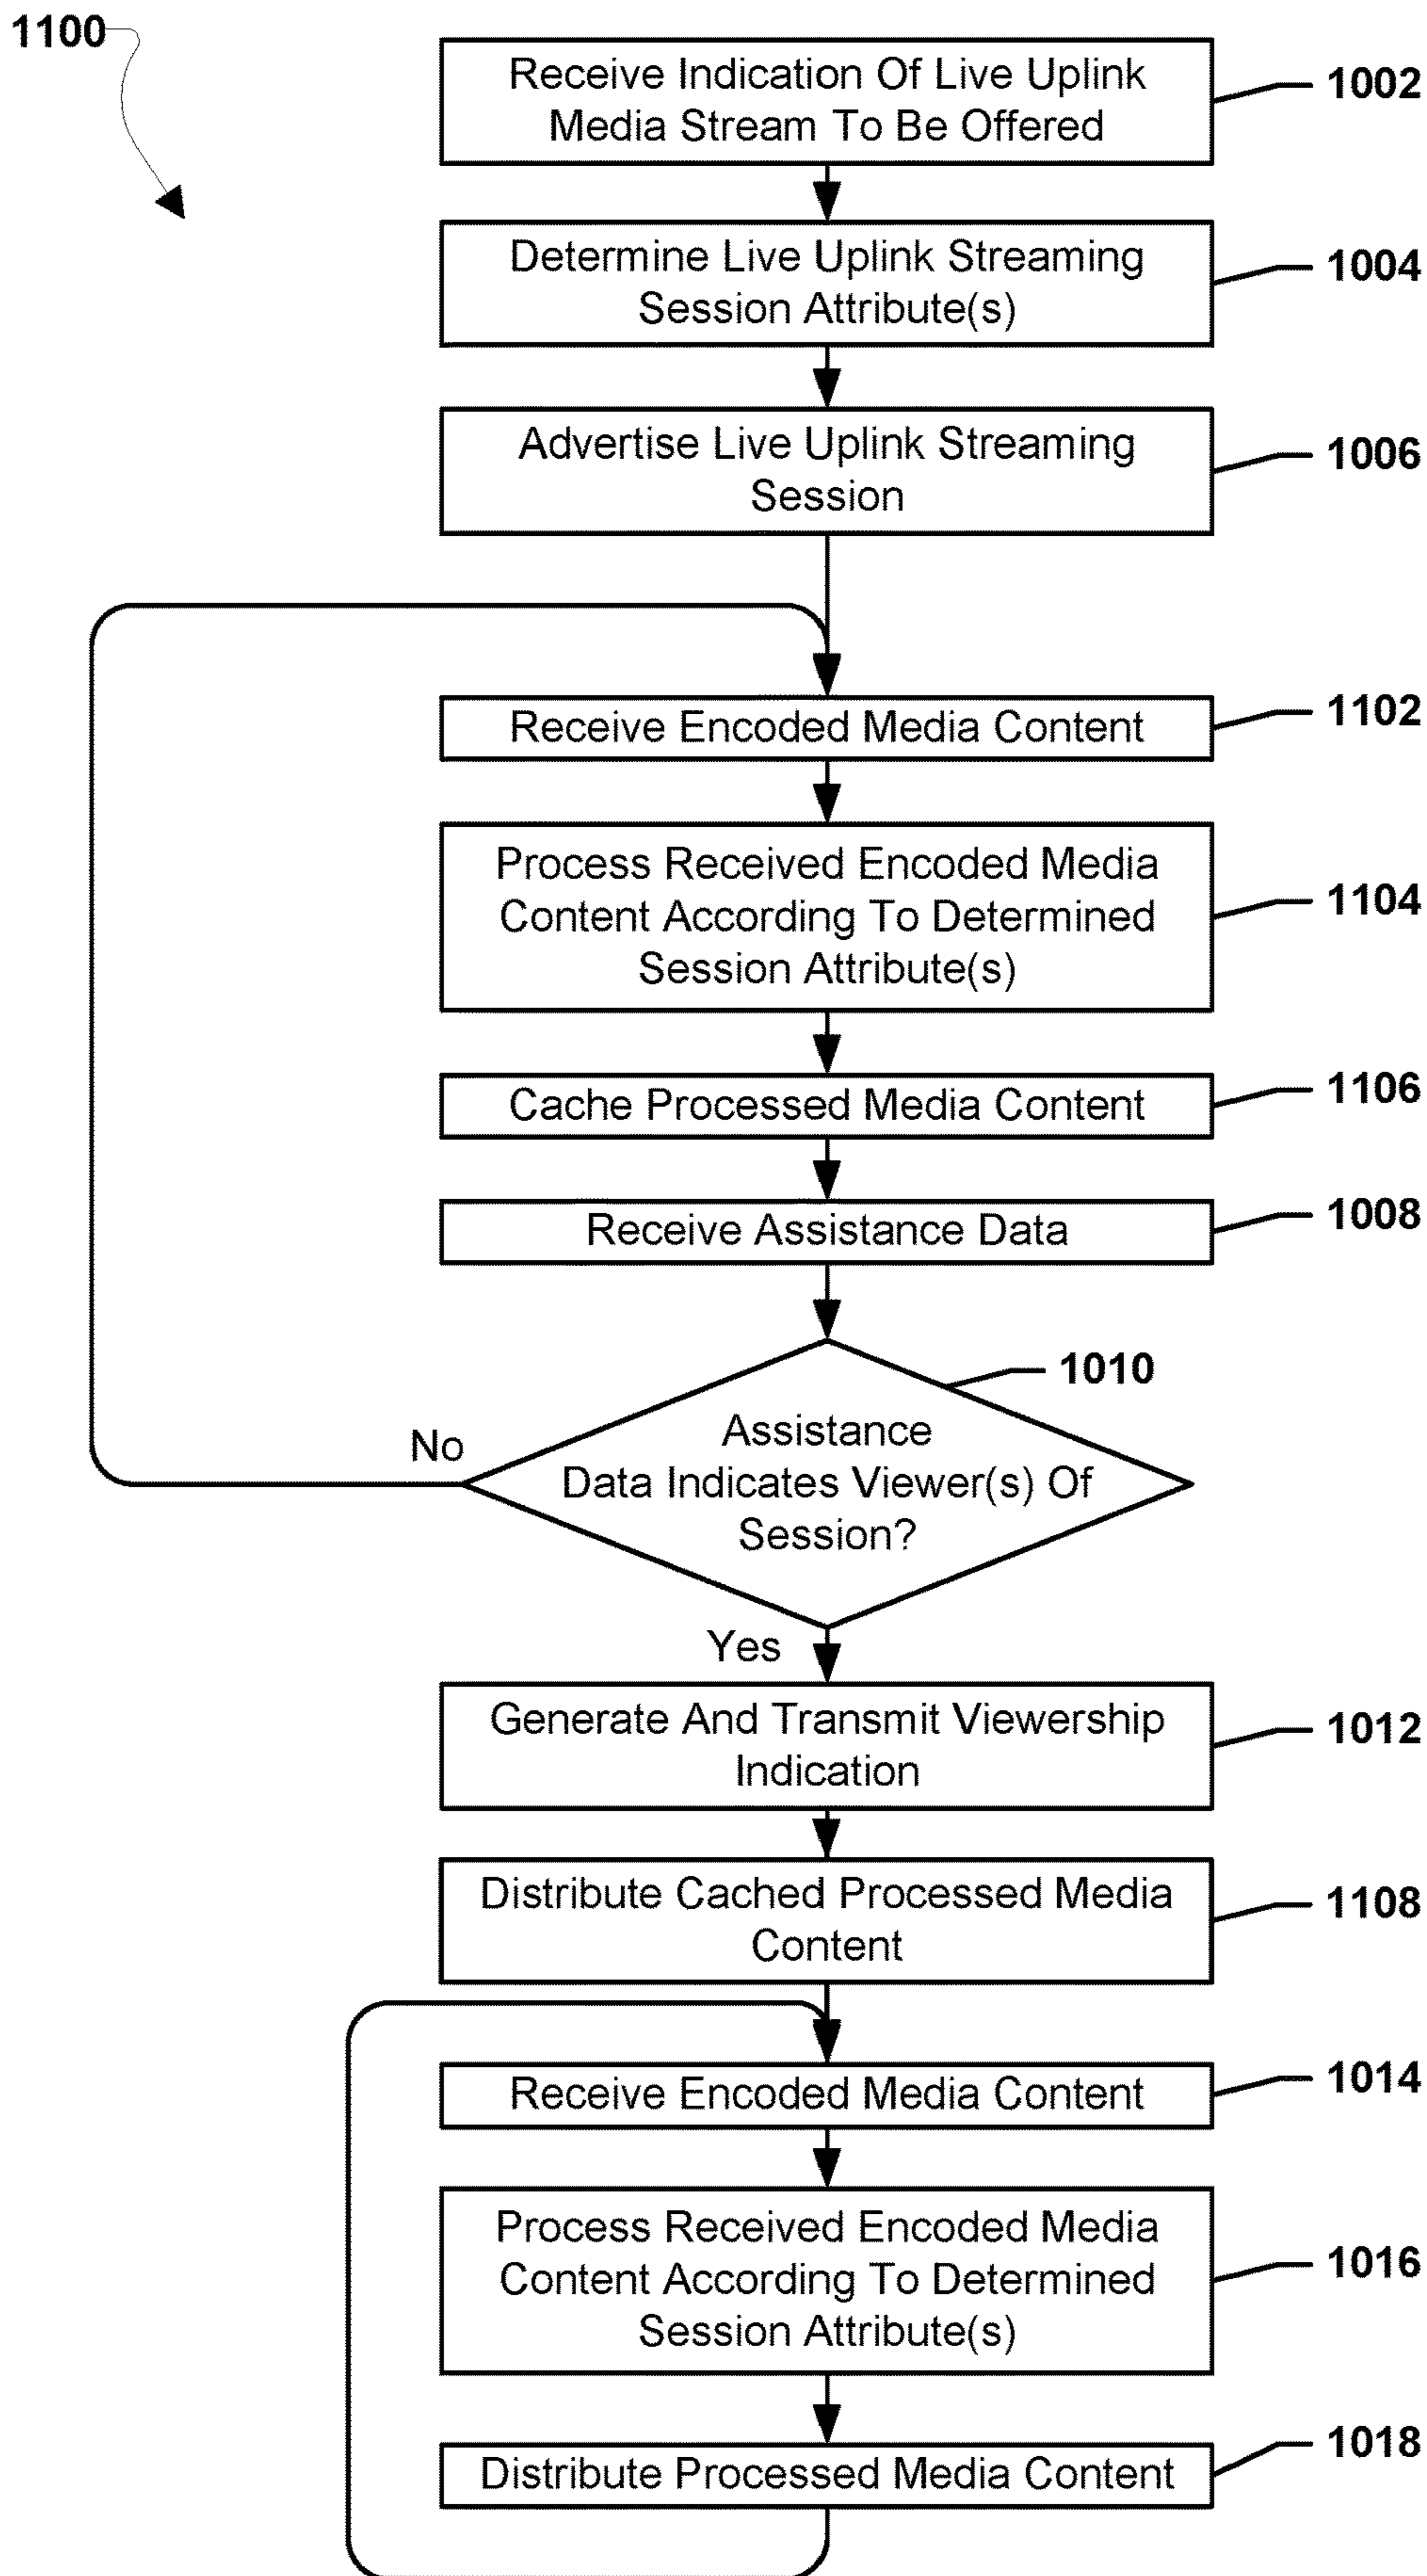 1100
Receive Indication Of Live Uplink
Media Stream To Be Offered
1002
Determine Live Uplink Streaming
Session Attribute(s)
1004
Advertise Live Uplink Streaming
Session
1006
Receive Encoded Media Content
1102
Process Received Encoded Media
Content According To Determined
Session Attribute(s)
1104
Cache Processed Media Content
1106
Receive Assistance Data
1008
1010
Assistance
Data Indicates Viewer(s) Of
Session?
No
Yes
Generate And Transmit Viewership
Indication
1012
Distribute Cached Processed Media
Content
1108
Receive Encoded Media Content
1014
Process Received Encoded Media
Content According To Determined
Session Attribute(s)
1016
Distribute Processed Media Content
1018